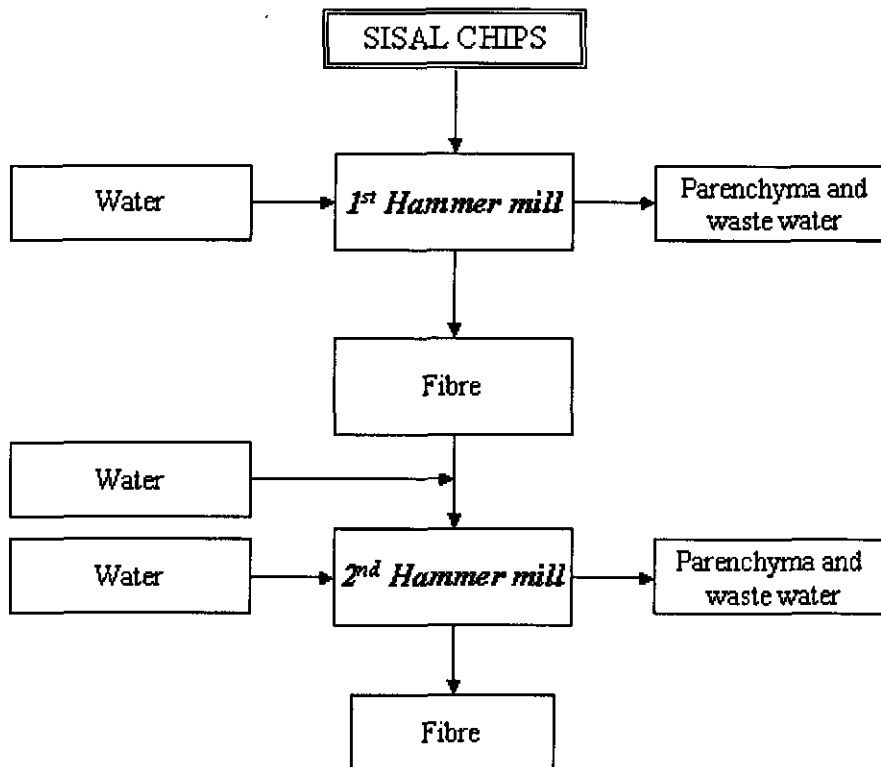 SISAL CHIPS
Water
1st Hammer mill
Parenchyma and
waste water
Fibre
Water
Water
2nd Hammer mill
Parenchyma and
waste water
Fibre